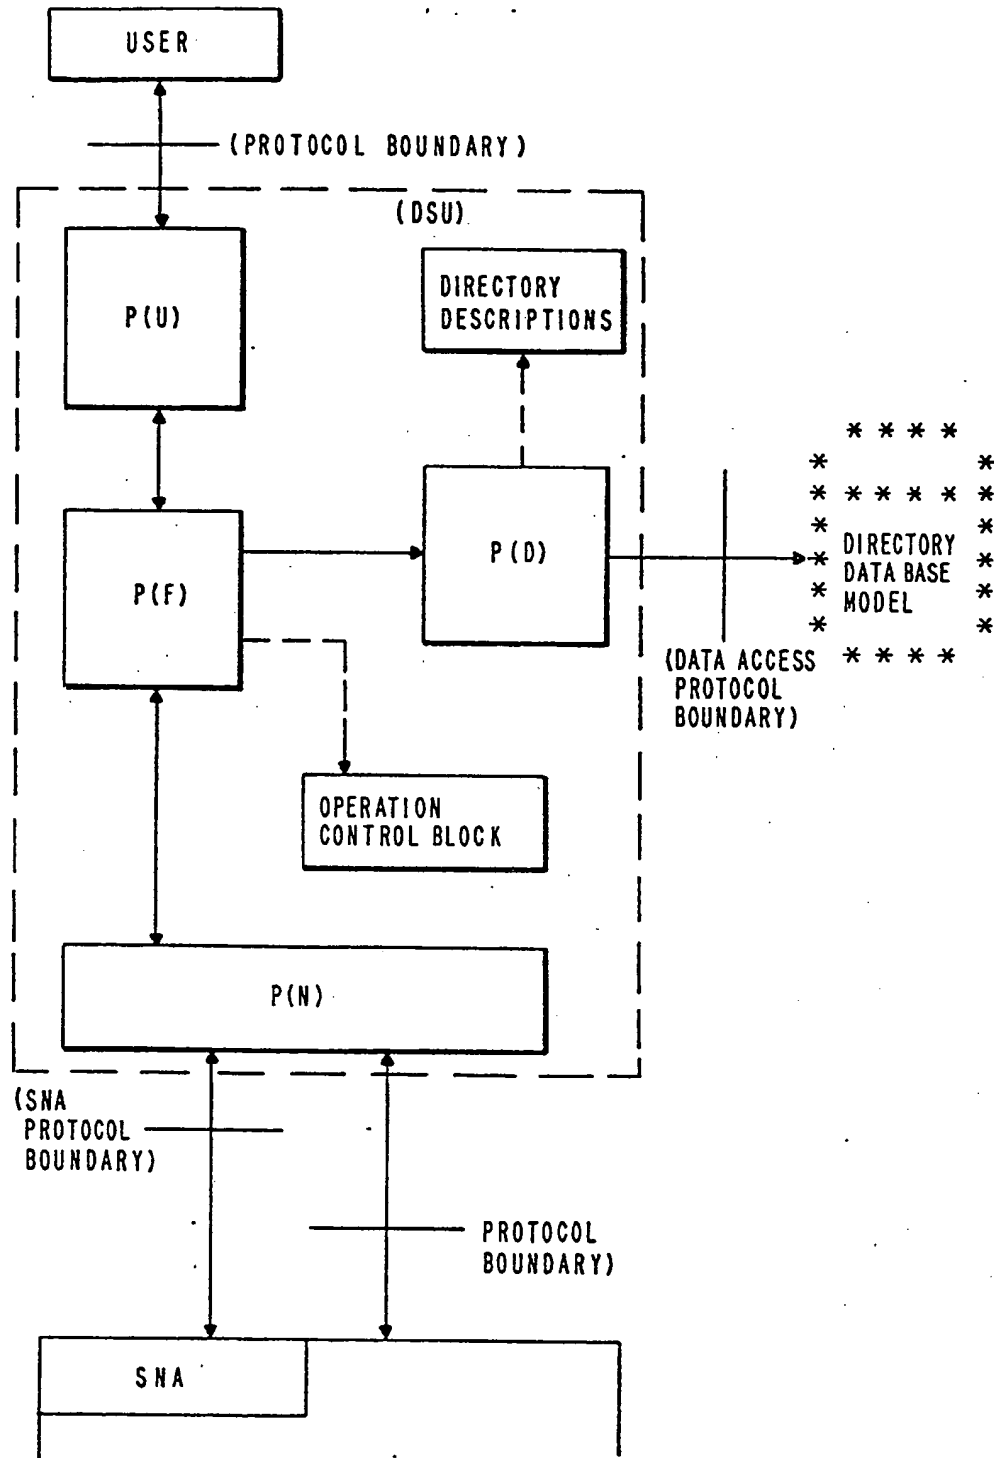 USER
(PROTOCOL BOUNDARY)
(DSU)
P(U)
DIRECTORY
DESCRIPTIONS
* * * *
* *
* * * * * *
* *
P(F)
P(D)
* DIRECTORY *
DATA BASE
* MODEL *
* *
* * * *
(DATA ACCESS
PROTOCOL
BOUNDARY)
OPERATION
CONTROL BLOCK
P(N)
(SNA
PROTOCOL
BOUNDARY)
PROTOCOL
BOUNDARY)
SNA